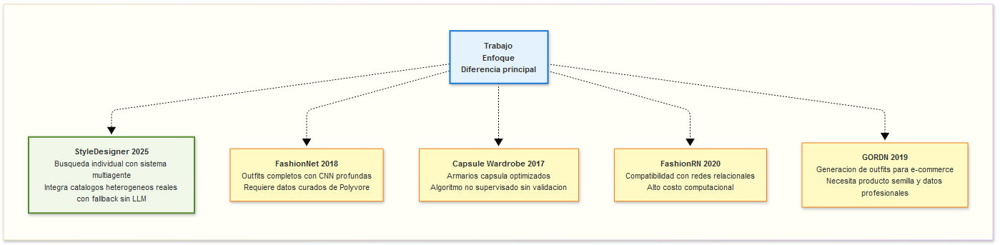 Trabajo
Enfoque
Diferencia principal
StyleDesigner 2025
Busqueda individual con sistema
multiagente
Integra catalogos heterogeneos reales
con fallback sin LLM
FashionNet 2018
Outfits completos con CNN profundas
Requiere datos curados de Polyvore
Capsule Wardrobe 2017
Armarios capsula optimizados
Algoritmo no supervisado sin validacion
FashionRN 2020
Compatibilidad con redes relacionales
Alto costo computacional
GORDN 2019
Generacion de outfits para e-commerce
Necesita producto semilla y datos
profesionales